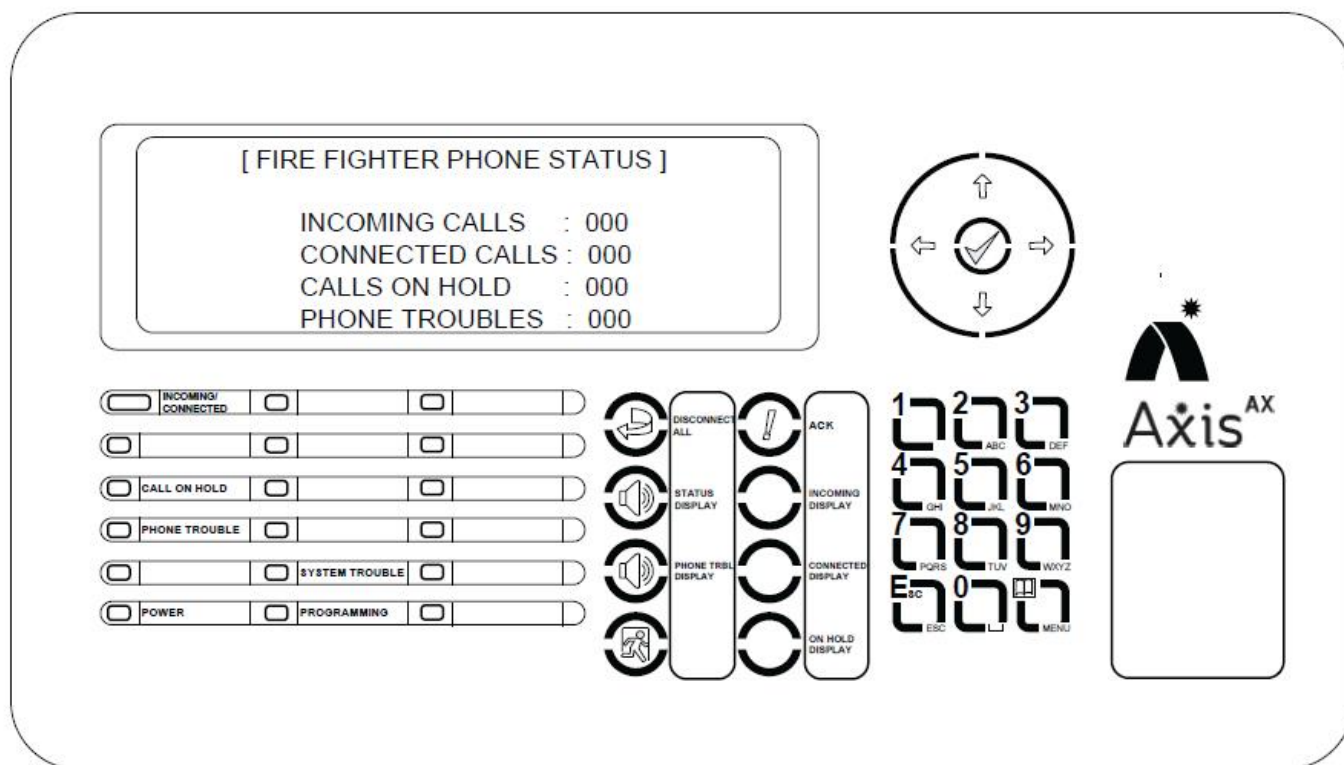 [ FIRE FIGHTER PHONE STATUS ]
INCOMING CALLS : 000
CONNECTED CALLS : 000
CALLS ON HOLD : 000
PHONE TROUBLES : 000
INCOMING/
CONNECTED
CALL ON HOLD
PHONE TROUBLE
SYSTEM TROUBLE
POWER
PROGRAMMING
DISCONNECT
ALL
STATUS
DISPLAY
PHONE TRBL
DISPLAY
ACK
INCOMING
DISPLAY
CONNECTED
DISPLAY
ON HOLD
DISPLAY
1
2 ABC
3 DEF
4 GHI
5 JKL
6 MNO
7 PQRS
8 TUV
9 WXYZ
Esc ESC
0
MENU
Axis AX